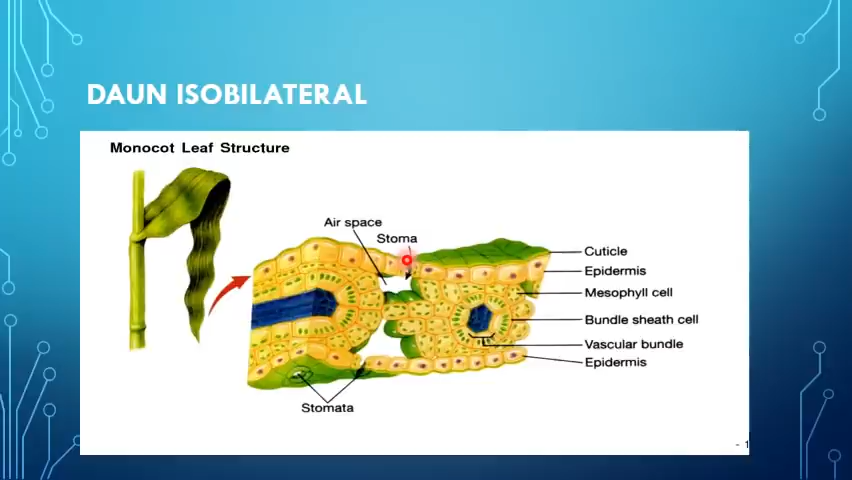 DAUN ISOBILATERAL
Monocot Leaf Structure
Air space
Stoma
Cuticle
Epidermis
Mesophyll cell
Bundle sheath cell
Vascular bundle
Epidermis
Stomata
- 1